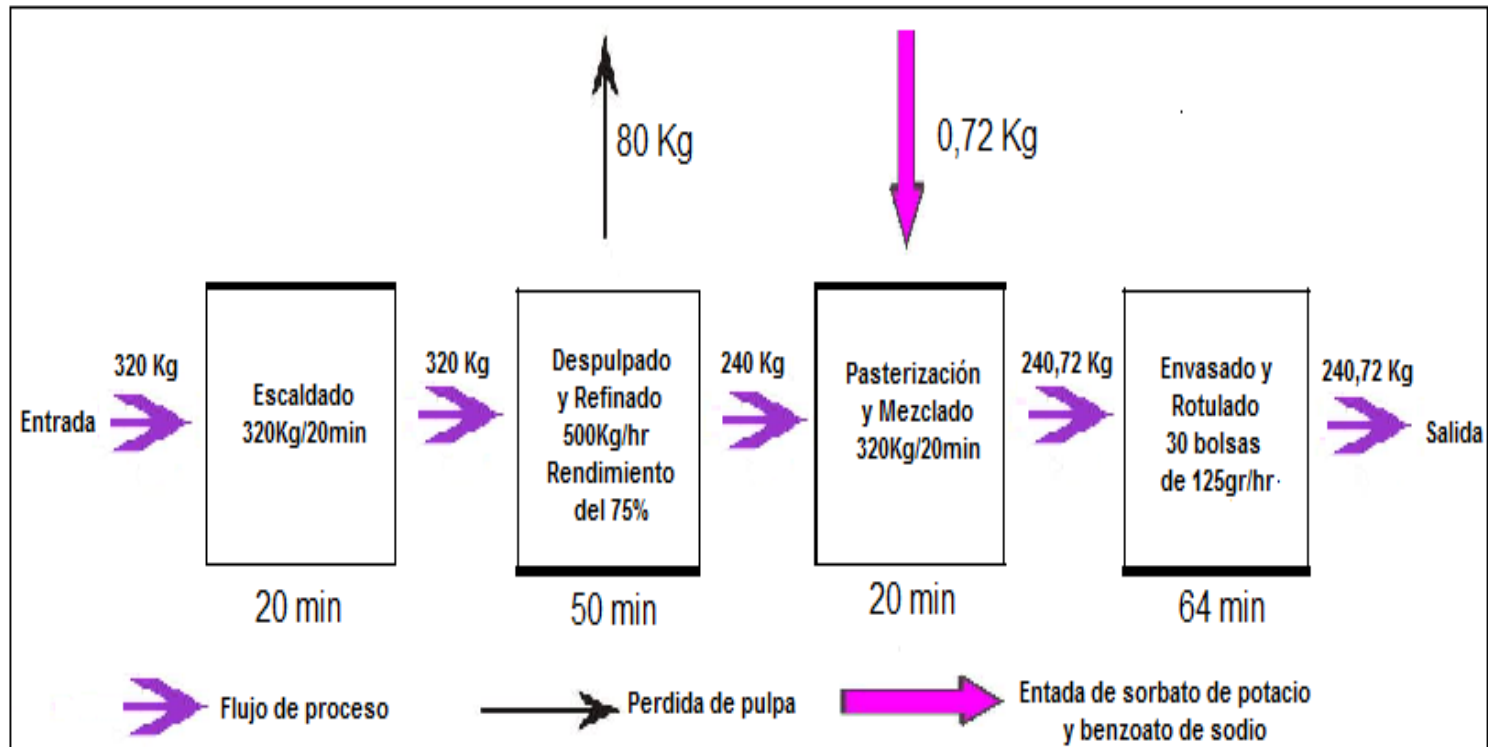 80 Kg
0,72 Kg
Entrada
320 Kg
Escaldado
320Kg/20min
20 min
320 Kg
Despulpado
y Refinado
500Kg/hr
Rendimiento
del 75%
50 min
240 Kg
Pasterización
y Mezclado
320Kg/20min
20 min
240,72 Kg
Envasado y
Rotulado
30 bolsas
de 125gr/hr.
64 min
240,72 Kg
Salida
Flujo de proceso
Perdida de pulpa
Entada de sorbato de potacio
y benzoato de sodio